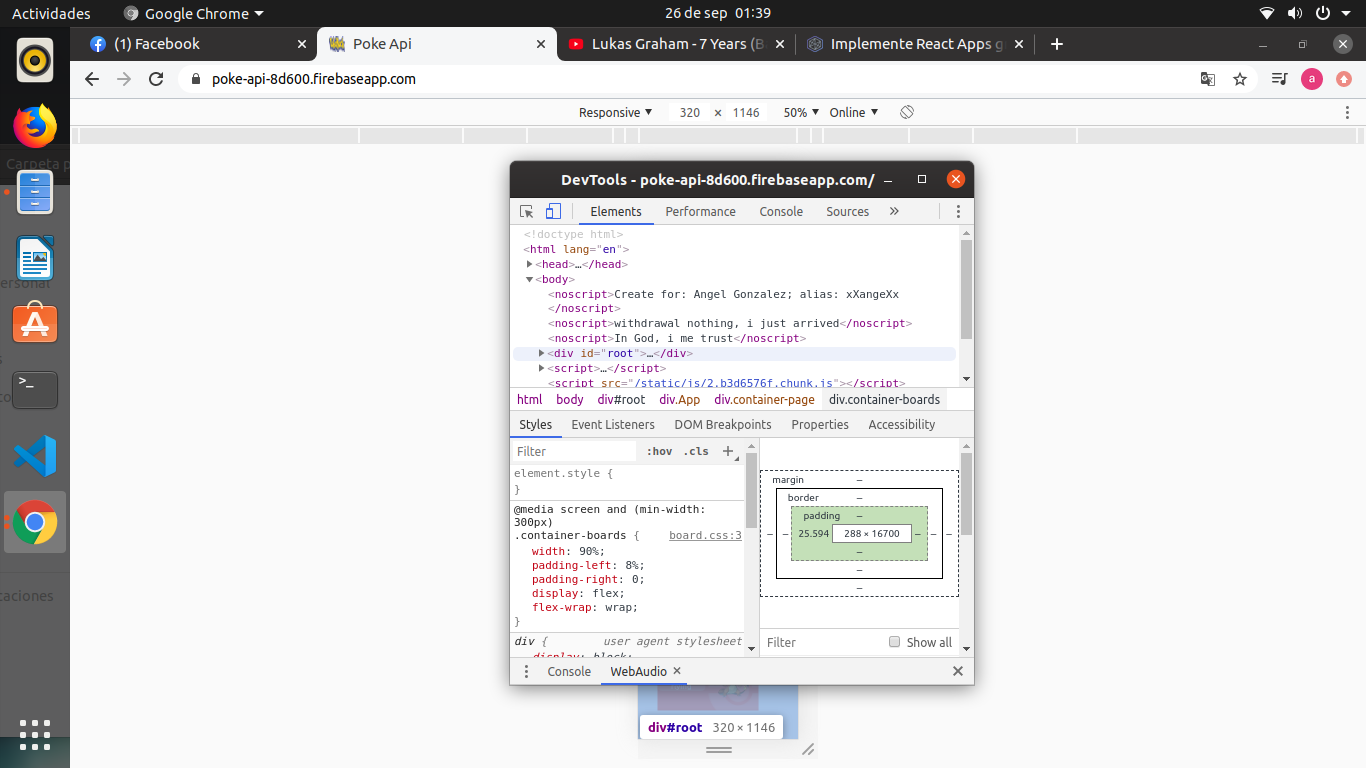 Actividades
Google Chrome
26 de sep 01:39
(1) Facebook
Poke Api
Lukas Graham - 7 Years (B
Implemente React Apps g
poke-api-8d600.firebaseapp.com
a
Responsive
320 × 1146
50%
Online
Carpeta p
ersonal
s
co
taciones
DevTools - poke-api-8d600.firebaseapp.com/
Elements
Performance
Console
Sources
»
<!doctype html>
<html lang="en">
<head>…</head>
<body>
<noscript>Create for: Angel Gonzalez; alias: xXangeXx
</noscript>
<noscript>withdrawal nothing, i just arrived</noscript>
<noscript>In God, i me trust</noscript>
<div id="root">…</div>
<script>…</script>
<script src="/static/js/2.b3d6576f.chunk.js"></script>
html body div#root div.App div.container-page div.container-boards
Styles Event Listeners DOM Breakpoints Properties Accessibility
Filter :hov .cls +
element.style {
}
@media screen and (min-width:
300px)
.container-boards { board.css:3
width: 90%;
padding-left: 8%;
padding-right: 0;
display: flex;
flex-wrap: wrap;
}
div { user agent stylesheet
display: block;
margin –
border –
padding –
– – 25.594 288 × 16700 – – –
–
–
–
Filter Show all
Console WebAudio
div#root 320 × 1146